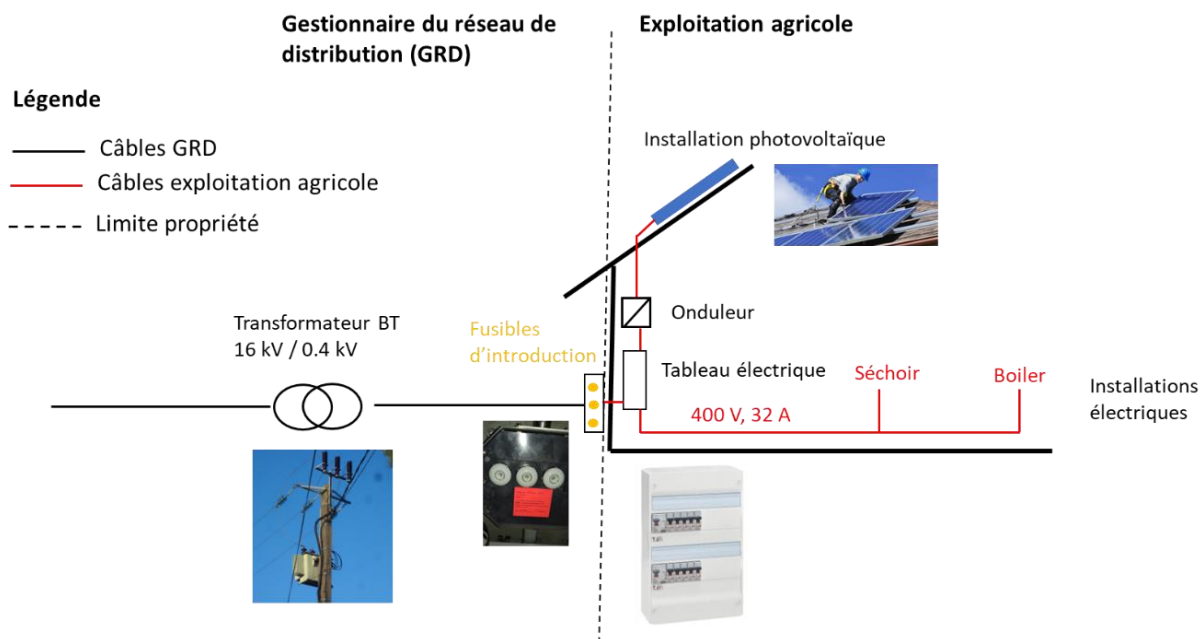 Gestionnaire du réseau de
distribution (GRD)
Exploitation agricole
Légende
Câbles GRD
Câbles exploitation agricole
Limite propriété
Installation photovoltaïque
Transformateur BT
16 kV / 0.4 kV
Fusibles
d’introduction
Onduleur
Tableau électrique
Séchoir
Boiler
400 V, 32 A
Installations
électriques